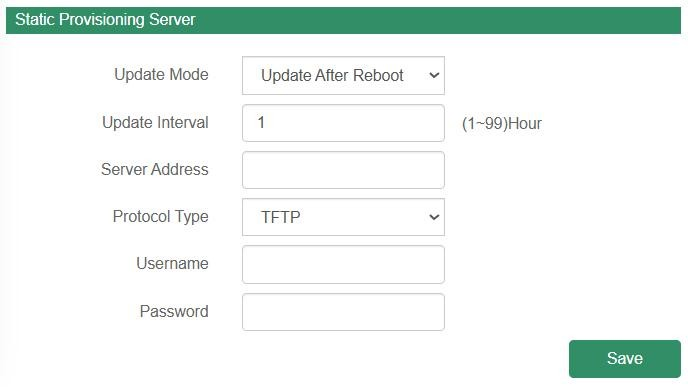 Static Provisioning Server
Update Mode Update After Reboot
Update Interval 1 (1~99)Hour
Server Address
Protocol Type TFTP
Username
Password
Save